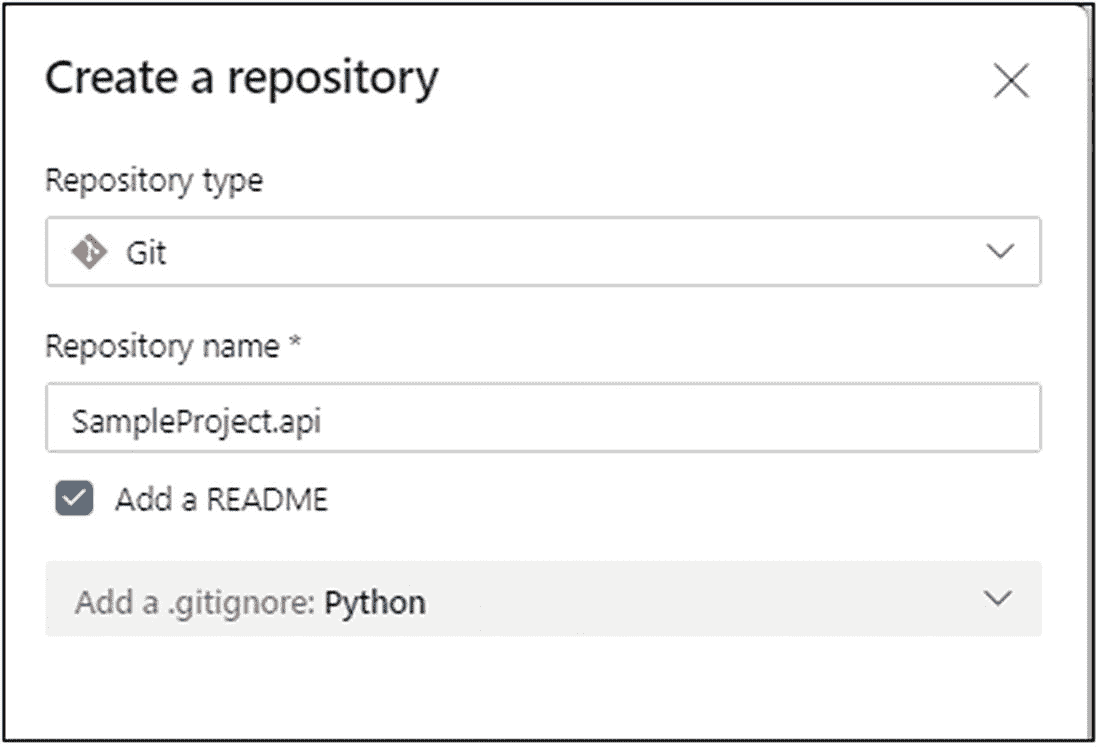 Create a repository
Repository type
Git
Repository name *
SampleProject.api
Add a README
Add a .gitignore: Python